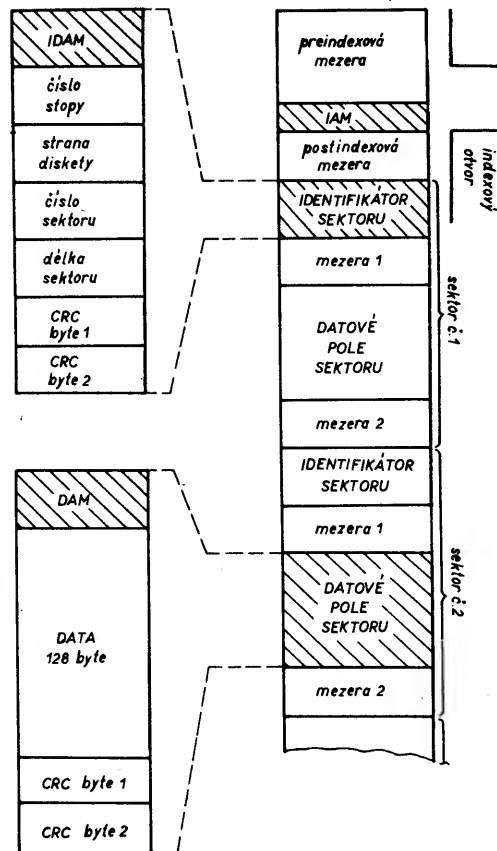 IDAM
číslo
stopy
strana
diskety
číslo
sektoru
délka
sektoru
CRC
byte 1
CRC
byte 2
DAM
DATA
128 byte
CRC byte 1
CRC byte 2
preindexová
mezera
IAM
postindexová
mezera
IDENTIFIKÁTOR
SEKTORU
mezera 1
DATOVÉ
POLE
SEKTORU
mezera 2
IDENTIFIKÁTOR
SEKTORU
mezera 1
DATOVÉ
POLE
SEKTORU
mezera 2
indexový
otvor
sektor č.1
sektor č.2